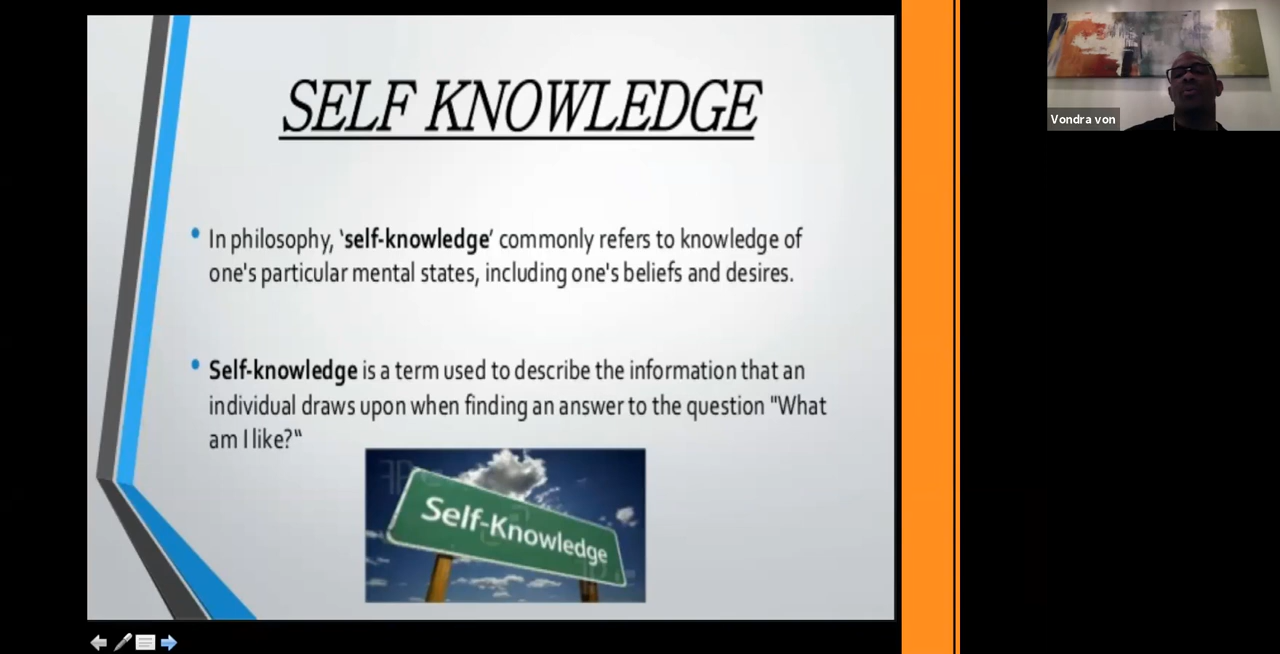 SELF KNOWLEDGE
• In philosophy, ‘self-knowledge’ commonly refers to knowledge of
one's particular mental states, including one's beliefs and desires.
• Self-knowledge is a term used to describe the information that an
individual draws upon when finding an answer to the question "What
am I like?“
Self-Knowledge
Vondra von